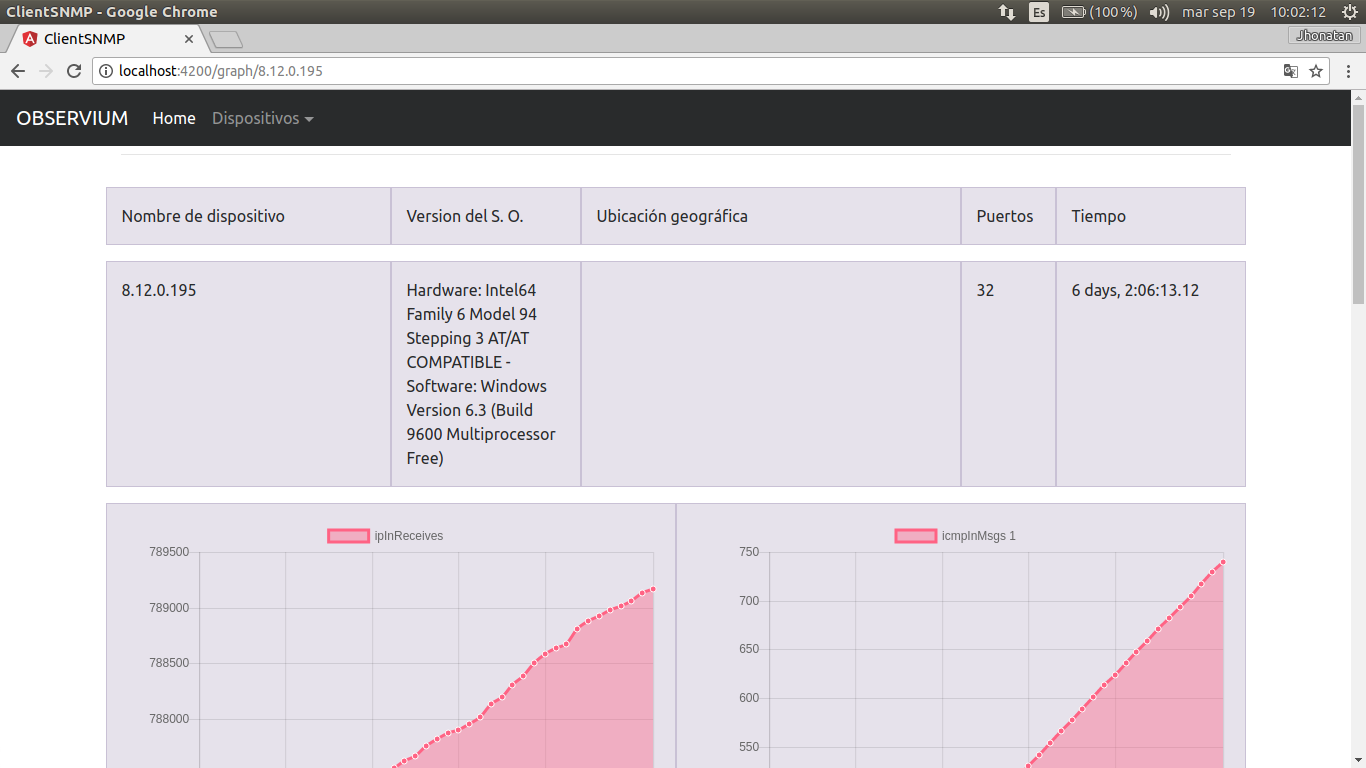 ClientSNMP - Google Chrome
Es
(100%)
mar sep 19
10:02:12
ClientSNMP
Jhonatan
localhost:4200/graph/8.12.0.195
OBSERVIUM
Home
Dispositivos
Nombre de dispositivo
Version del S. O.
Ubicación geográfica
Puertos
Tiempo
8.12.0.195
Hardware: Intel64
Family 6 Model 94
Stepping 3 AT/AT
COMPATIBLE -
Software: Windows
Version 6.3 (Build
9600 Multiprocessor
Free)
32
6 days, 2:06:13.12
ipInReceives
789500
789000
788500
788000
icmpInMsgs 1
750
700
650
600
550